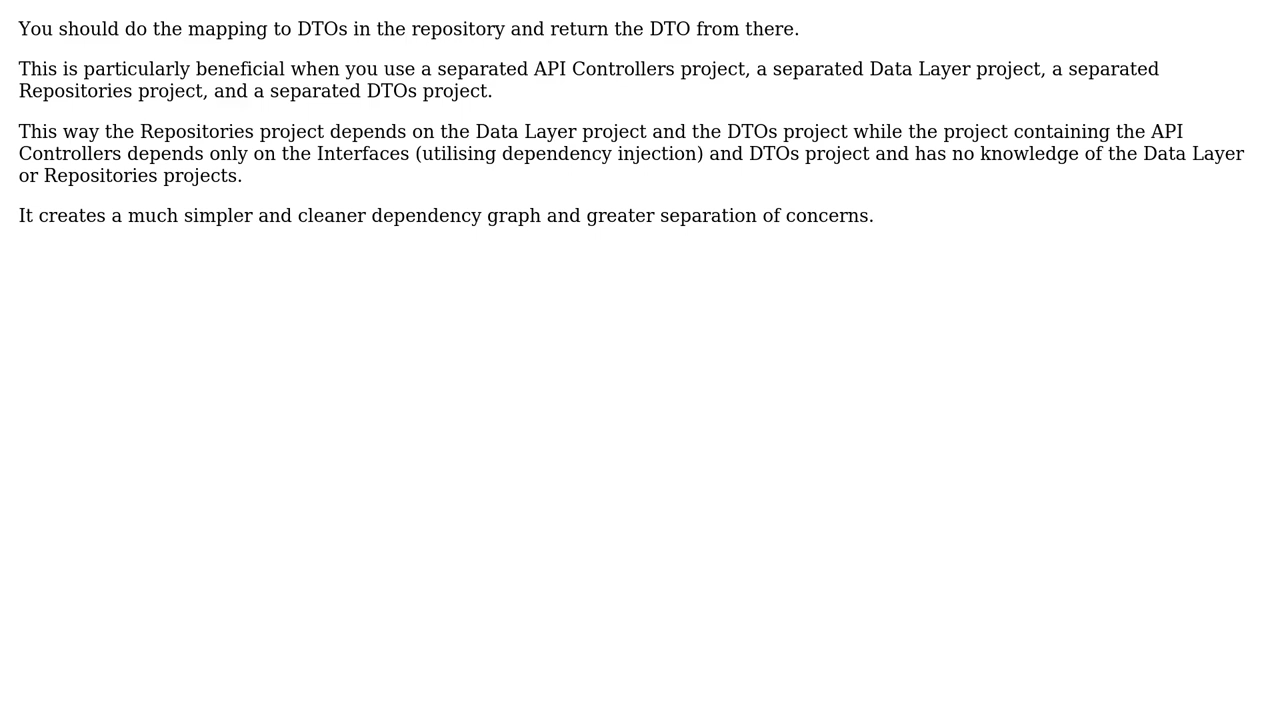 You should do the mapping to DTOs in the repository and return the DTO from there.
This is particularly beneficial when you use a separated API Controllers project, a separated Data Layer project, a separated
Repositories project, and a separated DTOs project.
This way the Repositories project depends on the Data Layer project and the DTOs project while the project containing the API
Controllers depends only on the Interfaces (utilising dependency injection) and DTOs project and has no knowledge of the Data Layer
or Repositories projects.
It creates a much simpler and cleaner dependency graph and greater separation of concerns.